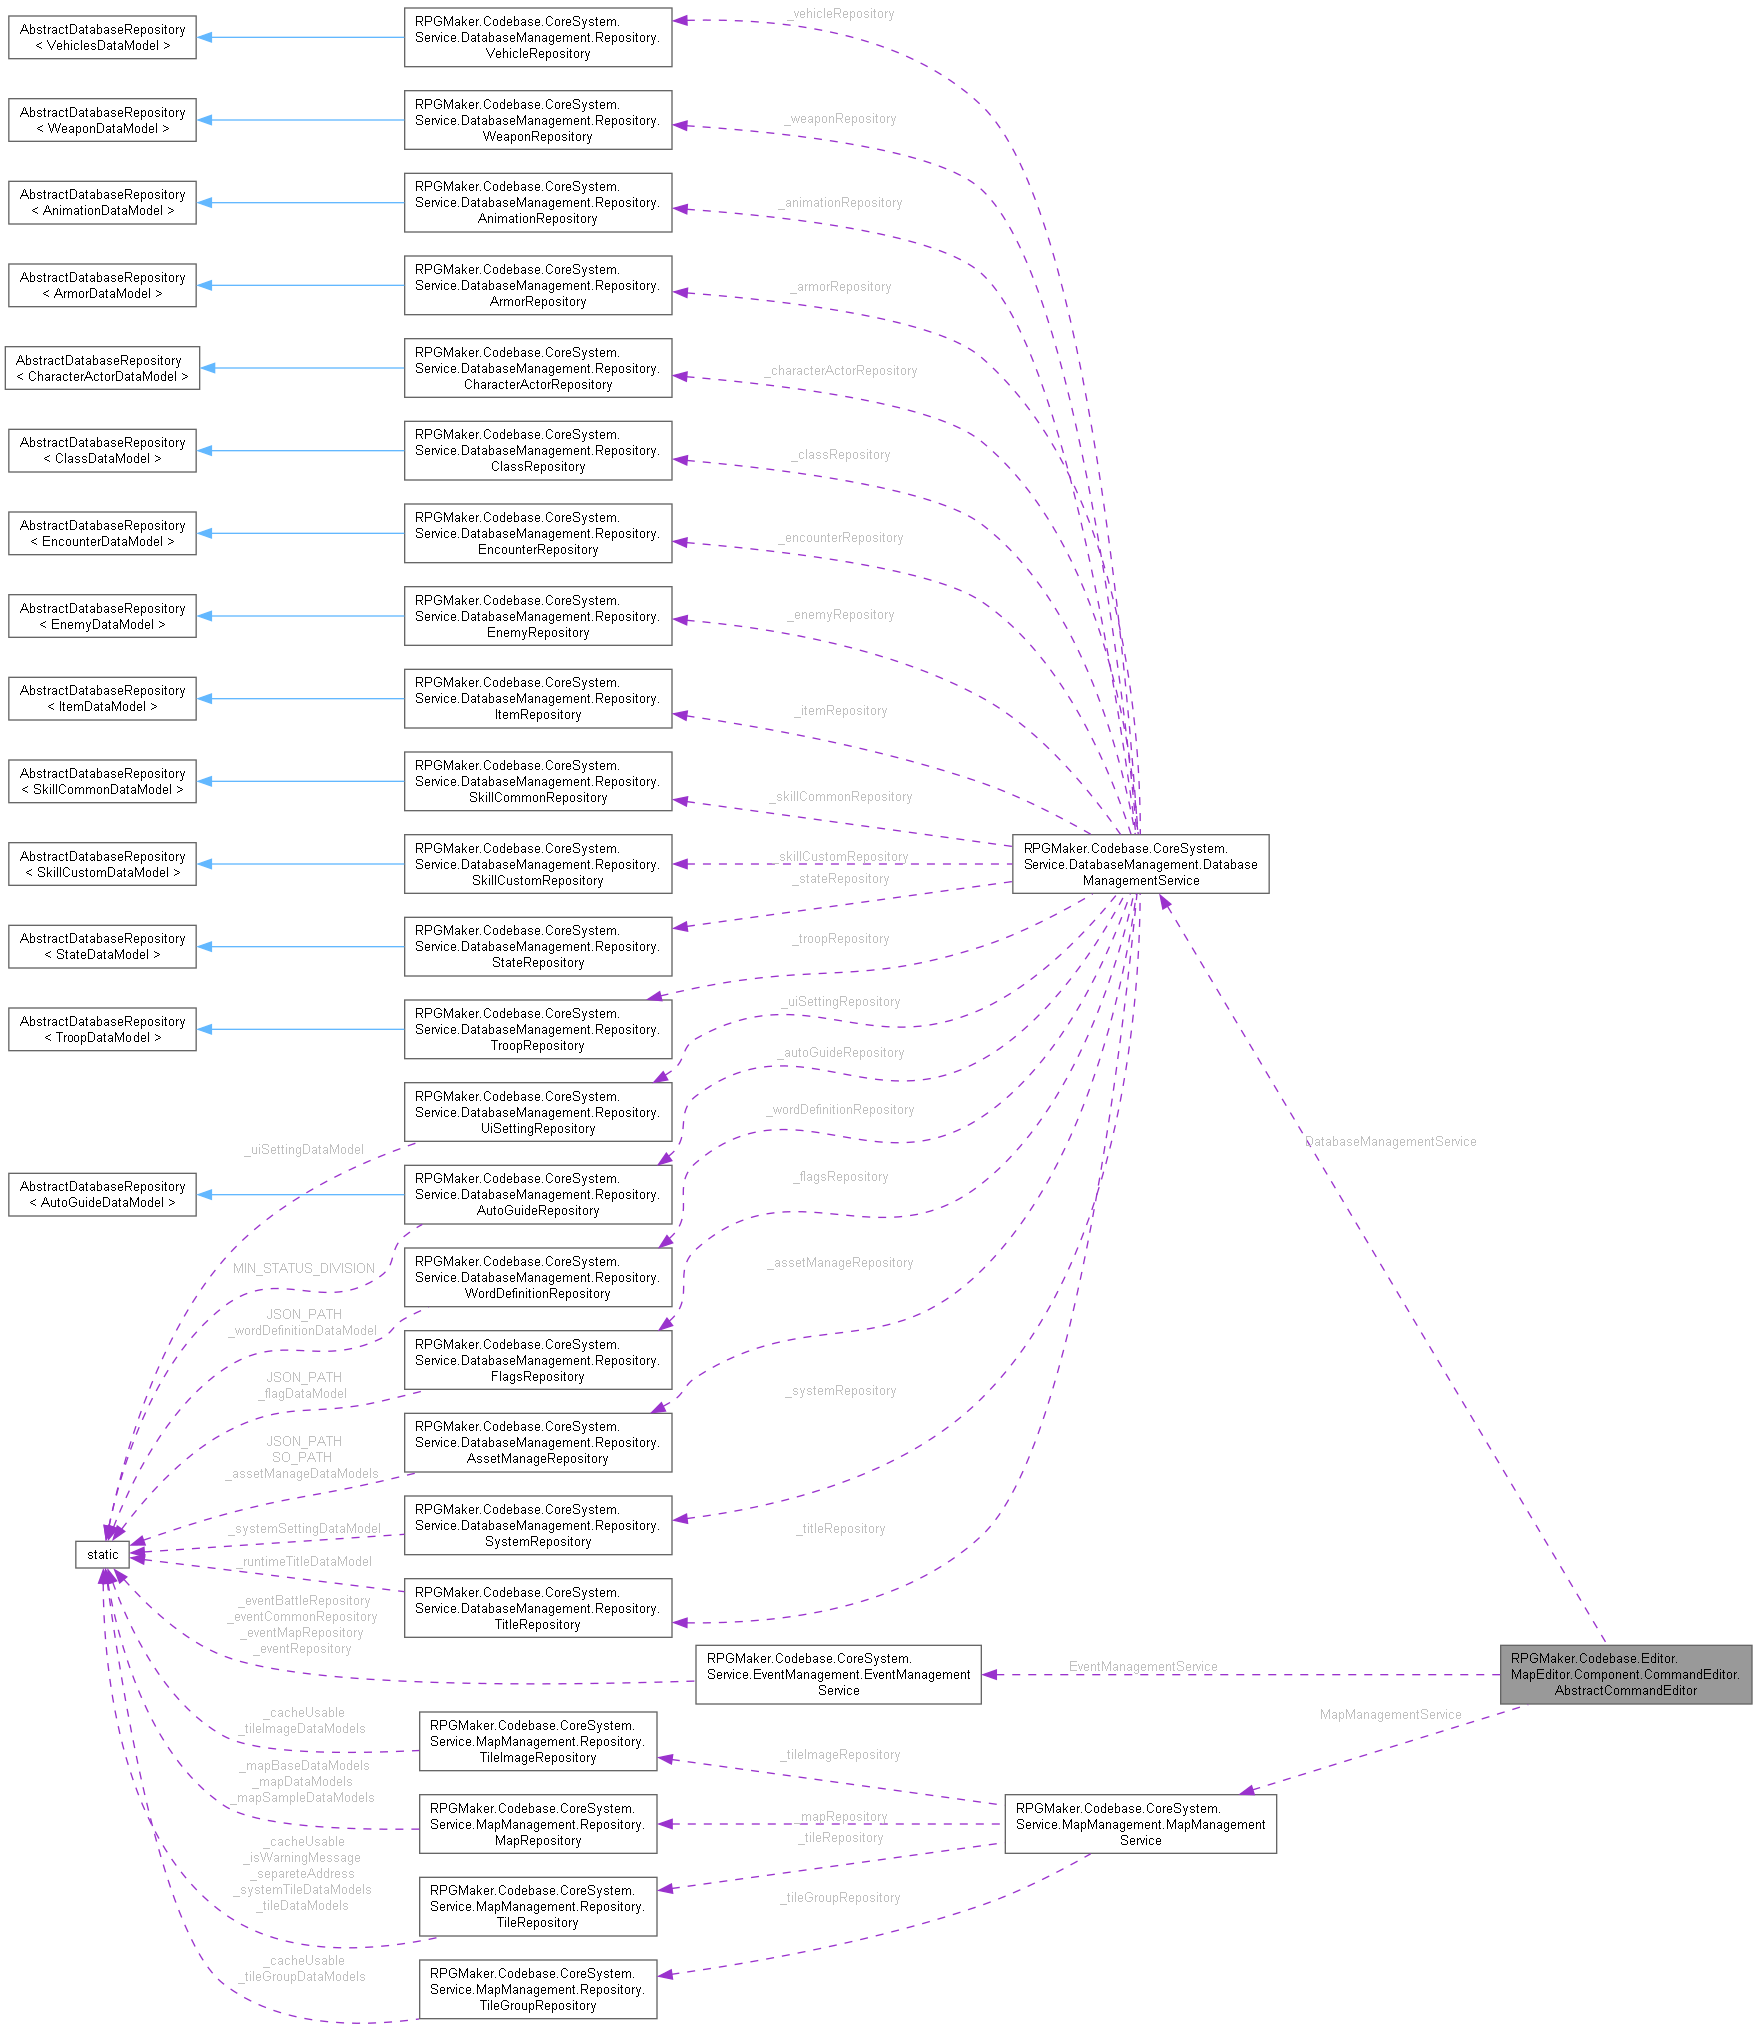 AbstractDatabaseRepository
< VehiclesDataModel >
RPGMaker.Codebase.CoreSystem.
Service.DatabaseManagement.Repository.
VehicleRepository
_vehicleRepository
AbstractDatabaseRepository
< WeaponDataModel >
RPGMaker.Codebase.CoreSystem.
Service.DatabaseManagement.Repository.
WeaponRepository
_weaponRepository
AbstractDatabaseRepository
< AnimationDataModel >
RPGMaker.Codebase.CoreSystem.
Service.DatabaseManagement.Repository.
AnimationRepository
_animationRepository
AbstractDatabaseRepository
< ArmorDataModel >
RPGMaker.Codebase.CoreSystem.
Service.DatabaseManagement.Repository.
ArmorRepository
_armorRepository
AbstractDatabaseRepository
< CharacterActorDataModel >
RPGMaker.Codebase.CoreSystem.
Service.DatabaseManagement.Repository.
CharacterActorRepository
_characterActorRepository
AbstractDatabaseRepository
< ClassDataModel >
RPGMaker.Codebase.CoreSystem.
Service.DatabaseManagement.Repository.
ClassRepository
_classRepository
AbstractDatabaseRepository
< EncounterDataModel >
RPGMaker.Codebase.CoreSystem.
Service.DatabaseManagement.Repository.
EncounterRepository
_encounterRepository
AbstractDatabaseRepository
< EnemyDataModel >
RPGMaker.Codebase.CoreSystem.
Service.DatabaseManagement.Repository.
EnemyRepository
_enemyRepository
AbstractDatabaseRepository
< ItemDataModel >
RPGMaker.Codebase.CoreSystem.
Service.DatabaseManagement.Repository.
ItemRepository
_itemRepository
AbstractDatabaseRepository
< SkillCommonDataModel >
RPGMaker.Codebase.CoreSystem.
Service.DatabaseManagement.Repository.
SkillCommonRepository
_skillCommonRepository
AbstractDatabaseRepository
< SkillCustomDataModel >
RPGMaker.Codebase.CoreSystem.
Service.DatabaseManagement.Repository.
SkillCustomRepository
_skillCustomRepository
RPGMaker.Codebase.CoreSystem.
Service.DatabaseManagement.Database
ManagementService
AbstractDatabaseRepository
< StateDataModel >
RPGMaker.Codebase.CoreSystem.
Service.DatabaseManagement.Repository.
StateRepository
_stateRepository
AbstractDatabaseRepository
< TroopDataModel >
RPGMaker.Codebase.CoreSystem.
Service.DatabaseManagement.Repository.
TroopRepository
_troopRepository
RPGMaker.Codebase.CoreSystem.
Service.DatabaseManagement.Repository.
UiSettingRepository
_uiSettingRepository
_uiSettingDataModel
DatabaseManagementService
AbstractDatabaseRepository
< AutoGuideDataModel >
RPGMaker.Codebase.CoreSystem.
Service.DatabaseManagement.Repository.
AutoGuideRepository
_autoGuideRepository
MIN_STATUS_DIVISION
RPGMaker.Codebase.CoreSystem.
Service.DatabaseManagement.Repository.
WordDefinitionRepository
_wordDefinitionRepository
JSON_PATH
_wordDefinitionDataModel
RPGMaker.Codebase.CoreSystem.
Service.DatabaseManagement.Repository.
FlagsRepository
_flagsRepository
JSON_PATH
_flagDataModel
RPGMaker.Codebase.CoreSystem.
Service.DatabaseManagement.Repository.
AssetManageRepository
_assetManageRepository
JSON_PATH
SO_PATH
_assetManageDataModels
RPGMaker.Codebase.CoreSystem.
Service.DatabaseManagement.Repository.
SystemRepository
_systemRepository
_systemSettingDataModel
static
RPGMaker.Codebase.CoreSystem.
Service.DatabaseManagement.Repository.
TitleRepository
_titleRepository
_runtimeTitleDataModel
_eventBattleRepository
_eventCommonRepository
_eventMapRepository
_eventRepository
RPGMaker.Codebase.CoreSystem.
Service.EventManagement.EventManagement
Service
EventManagementService
RPGMaker.Codebase.Editor.
MapEditor.Component.CommandEditor.
AbstractCommandEditor
MapManagementService
_cacheUsable
_tileImageDataModels
RPGMaker.Codebase.CoreSystem.
Service.MapManagement.Repository.
TileImageRepository
_tileImageRepository
_mapBaseDataModels
_mapDataModels
_mapSampleDataModels
RPGMaker.Codebase.CoreSystem.
Service.MapManagement.Repository.
MapRepository
_mapRepository
RPGMaker.Codebase.CoreSystem.
Service.MapManagement.MapManagement
Service
_cacheUsable
_isWarningMessage
_separeteAddress
_systemTileDataModels
_tileDataModels
RPGMaker.Codebase.CoreSystem.
Service.MapManagement.Repository.
TileRepository
_tileRepository
_cacheUsable
_tileGroupDataModels
RPGMaker.Codebase.CoreSystem.
Service.MapManagement.Repository.
TileGroupRepository
_tileGroupRepository